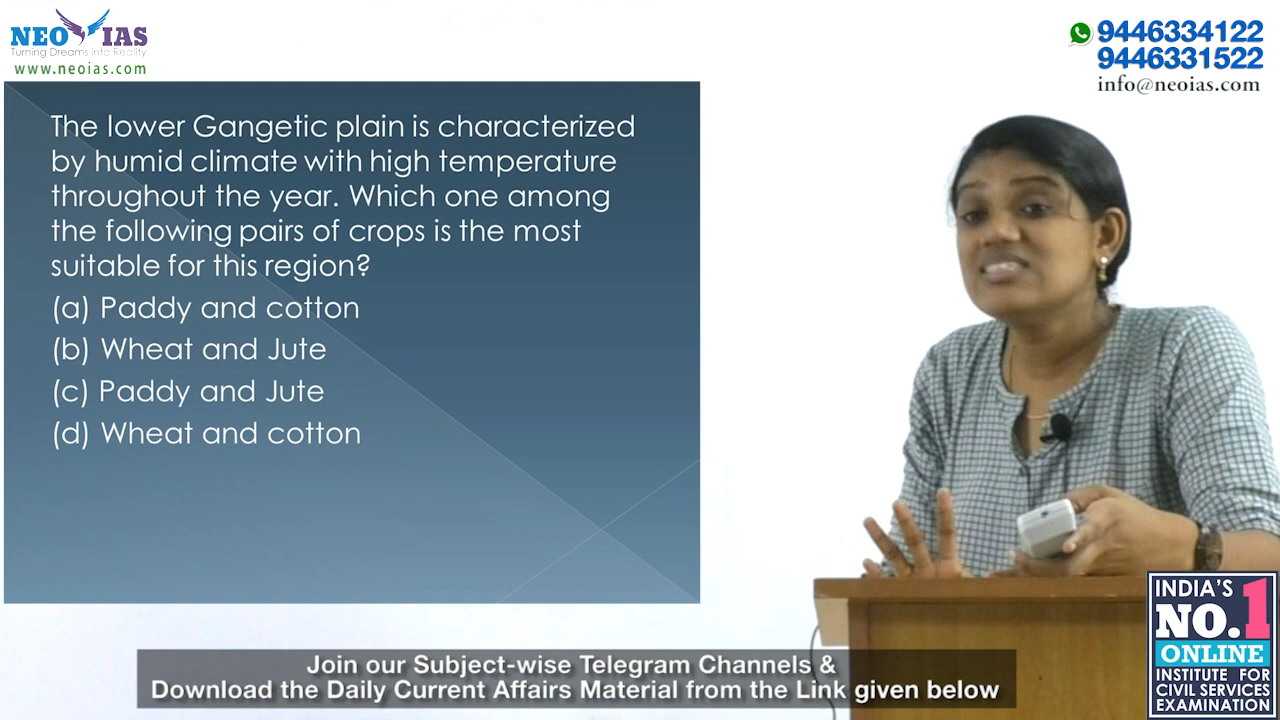 NEO IAS
Turning Dreams into Reality
www.neoias.com
9446334122
9446331522
info@neoias.com
The lower Gangetic plain is characterized
by humid climate with high temperature
throughout the year. Which one among
the following pairs of crops is the most
suitable for this region?
(a) Paddy and cotton
(b) Wheat and Jute
(c) Paddy and Jute
(d) Wheat and cotton
Join our Subject-wise Telegram Channels &
Download the Daily Current Affairs Material from the Link given below
INDIA'S
NO.1
ONLINE
INSTITUTE FOR
CIVIL SERVICES
EXAMINATION